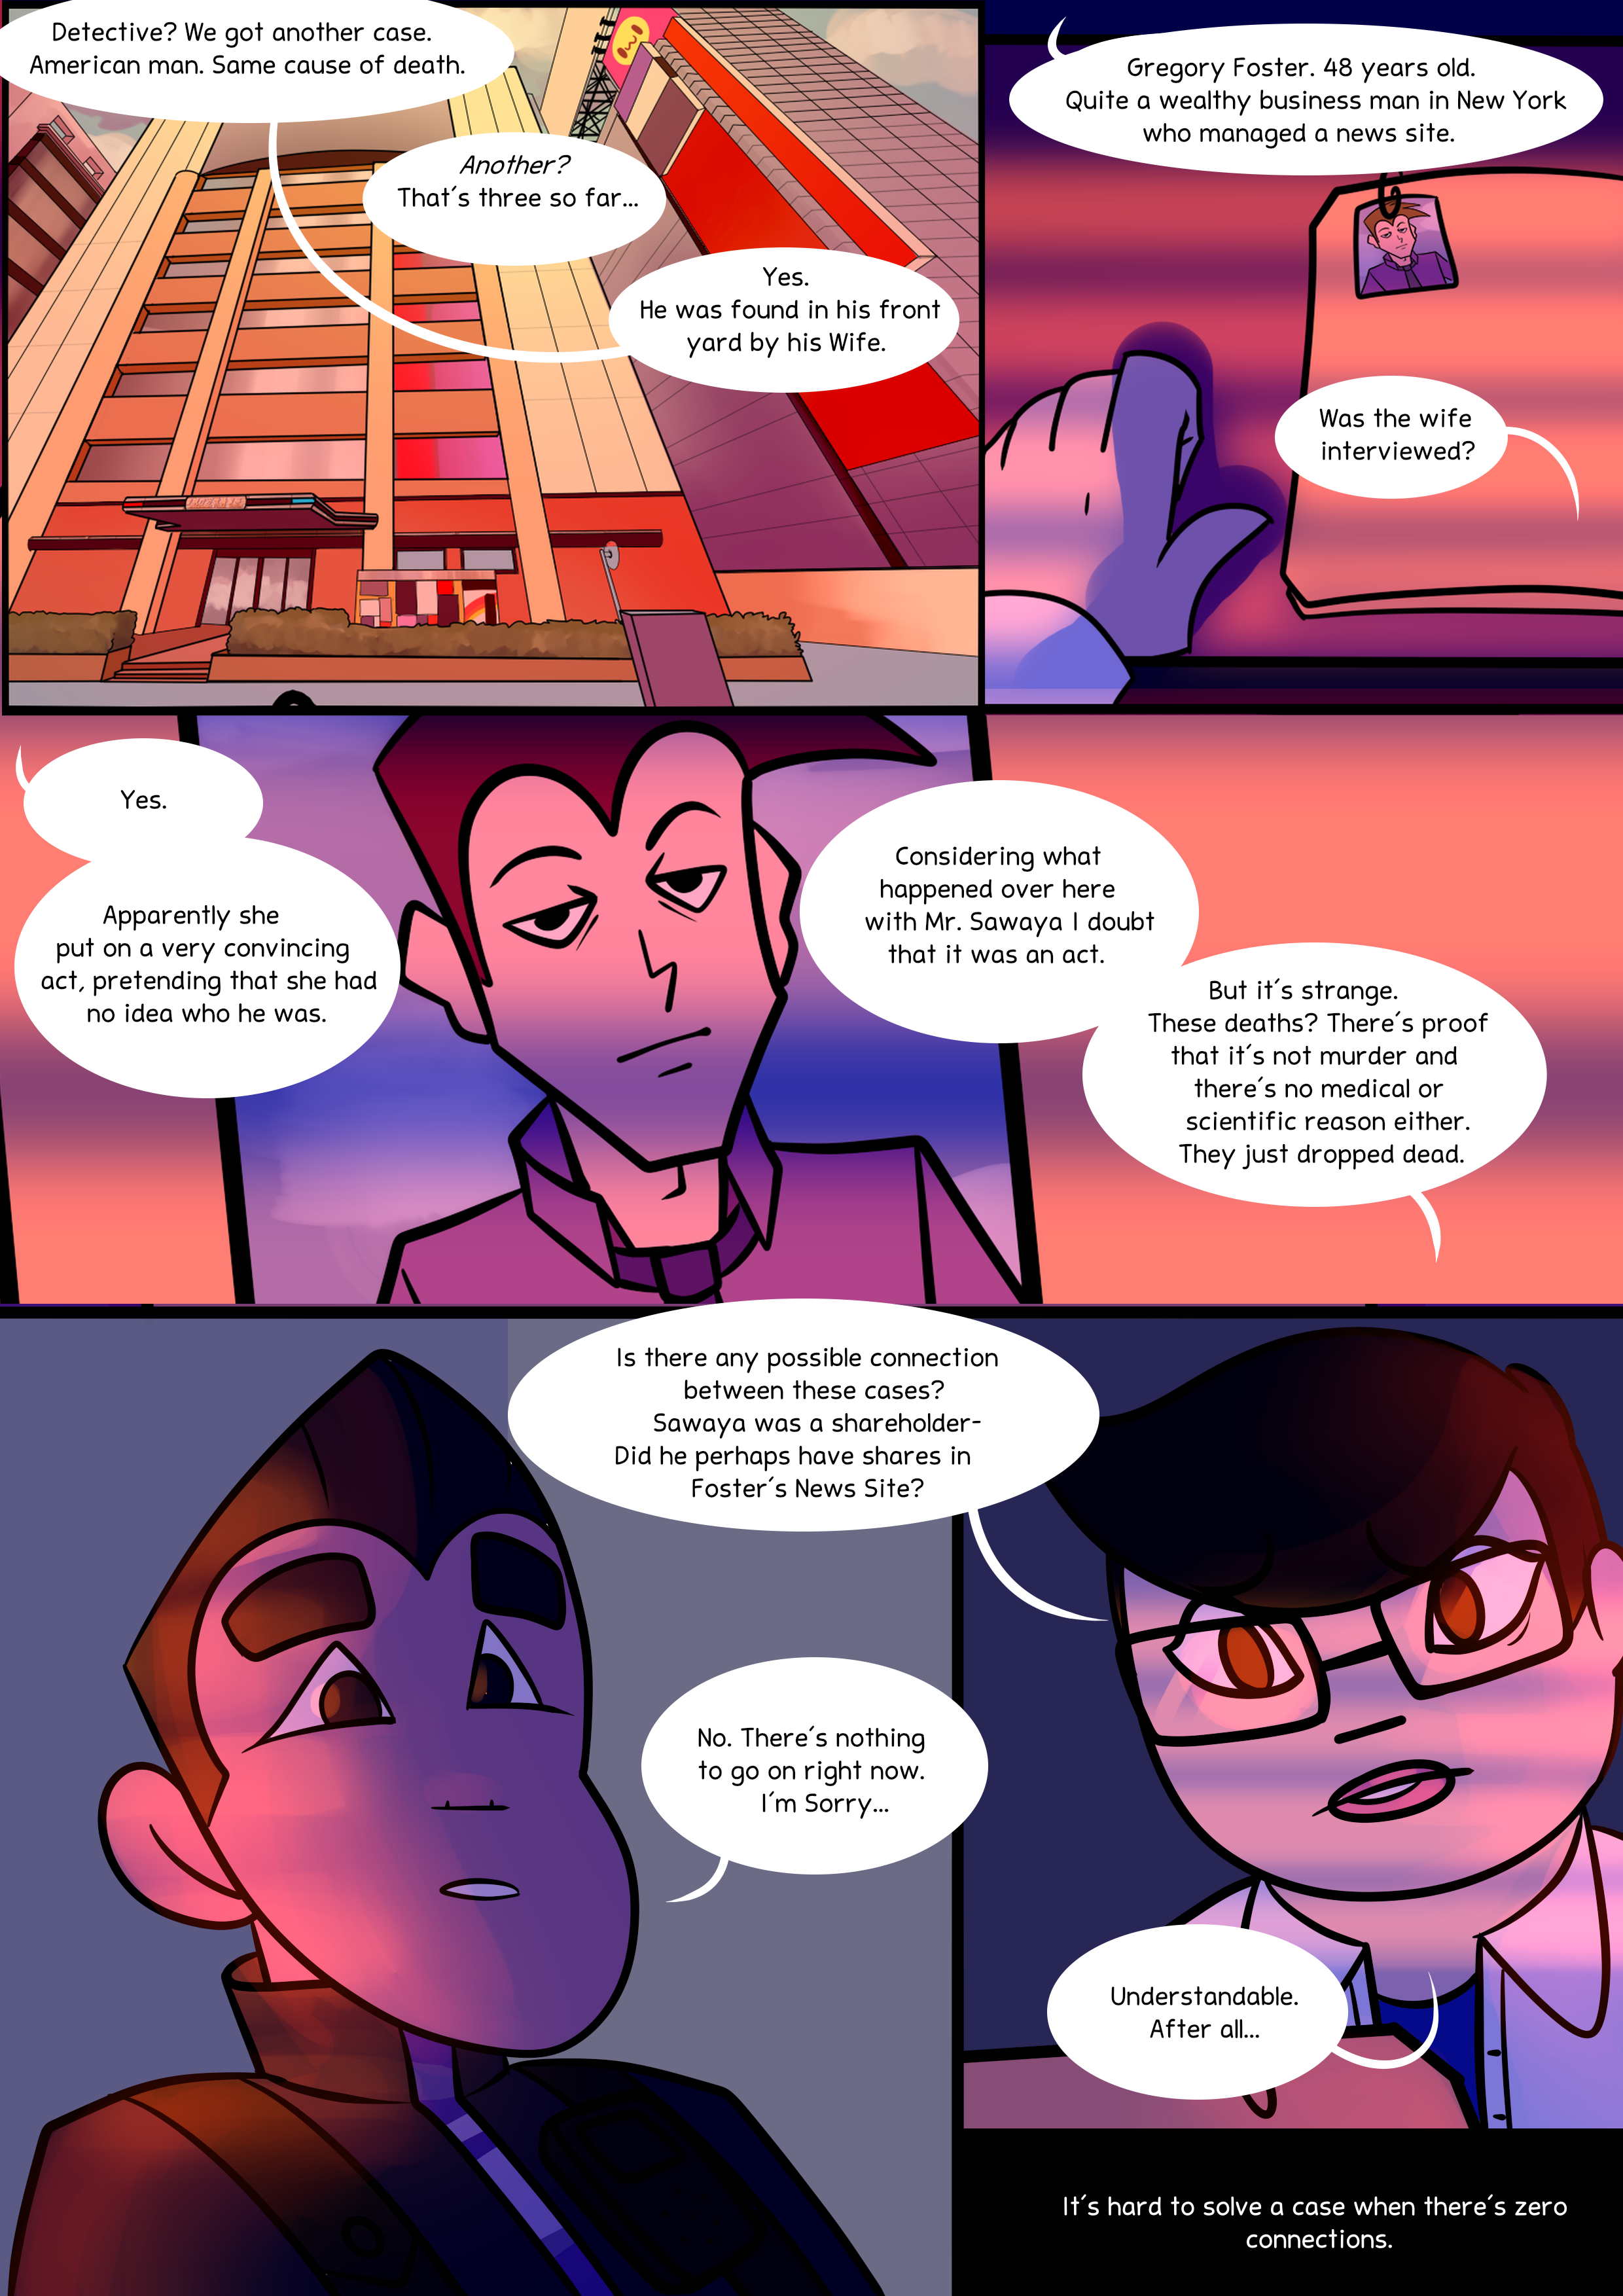 Detective? We got another case.
American man. Same cause of death.
Another?
That's three so far...
Yes.
He was found in his front
yard by his Wife.
Gregory Foster. 48 years old.
Quite a wealthy business man in New York
who managed a news site.
Was the wife
interviewed?
Yes.
Apparently she
put on a very convincing
act, pretending that she had
no idea who he was.
Considering what
happened over here
with Mr. Sawaya I doubt
that it was an act.
But it's strange.
These deaths? There's proof
that it's not murder and
there's no medical or
scientific reason either.
They just dropped dead.
Is there any possible connection
between these cases?
Sawaya was a shareholder-
Did he perhaps have shares in
Foster's News Site?
No. There's nothing
to go on right now.
I'm Sorry...
Understandable.
After all...
It's hard to solve a case when there's zero
connections.